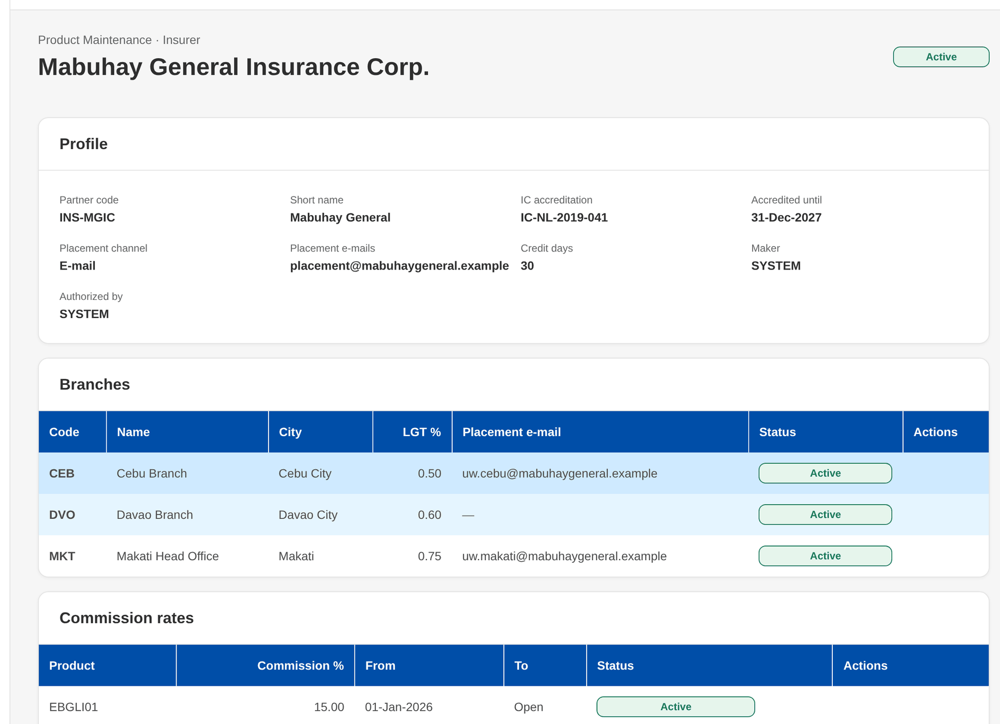 Product Maintenance · Insurer
Mabuhay General Insurance Corp.
Active
Profile
Partner code Short name IC accreditation Accredited until
INS-MGIC Mabuhay General IC-NL-2019-041 31-Dec-2027
Placement channel Placement e-mails Credit days Maker
E-mail placement@mabuhaygeneral.example 30 SYSTEM
Authorized by
SYSTEM
Branches
Code Name City LGT % Placement e-mail Status Actions
CEB Cebu Branch Cebu City 0.50 uw.cebu@mabuhaygeneral.example Active
DVO Davao Branch Davao City 0.60 — Active
MKT Makati Head Office Makati 0.75 uw.makati@mabuhaygeneral.example Active
Commission rates
Product Commission % From To Status Actions
EBGLI01 15.00 01-Jan-2026 Open Active